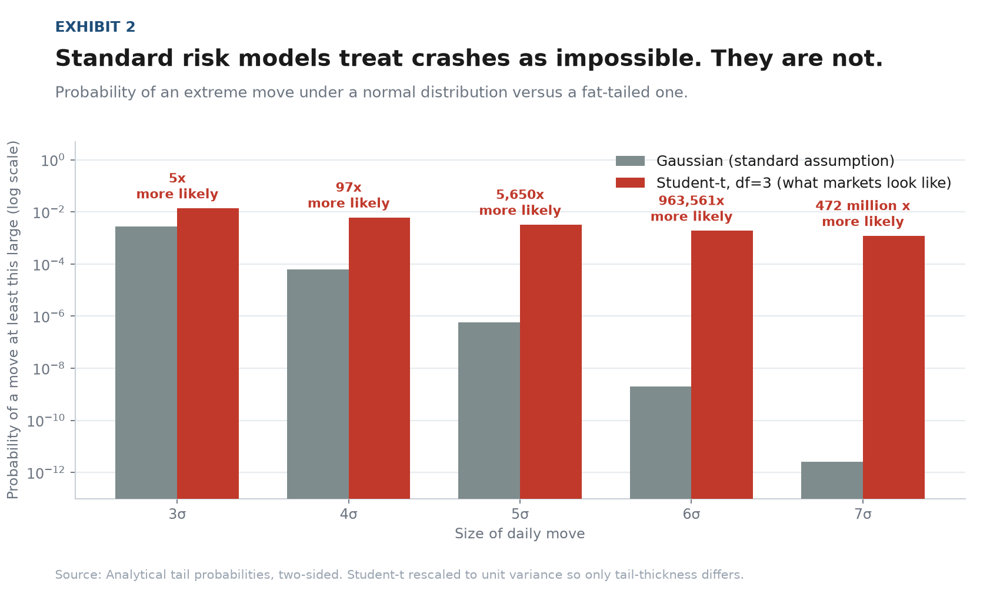 EXHIBIT 2
Standard risk models treat crashes as impossible. They are not.
Probability of an extreme move under a normal distribution versus a fat-tailed one.
Probability of a move at least this large (log scale)
10⁰
10⁻²
10⁻⁴
10⁻⁶
10⁻⁸
10⁻¹⁰
10⁻¹²
Gaussian (standard assumption)
Student-t, df=3 (what markets look like)
5x
more likely
97x
more likely
5,650x
more likely
963,561x
more likely
472 million x
more likely
3σ
4σ
5σ
6σ
7σ
Size of daily move
Source: Analytical tail probabilities, two-sided. Student-t rescaled to unit variance so only tail-thickness differs.